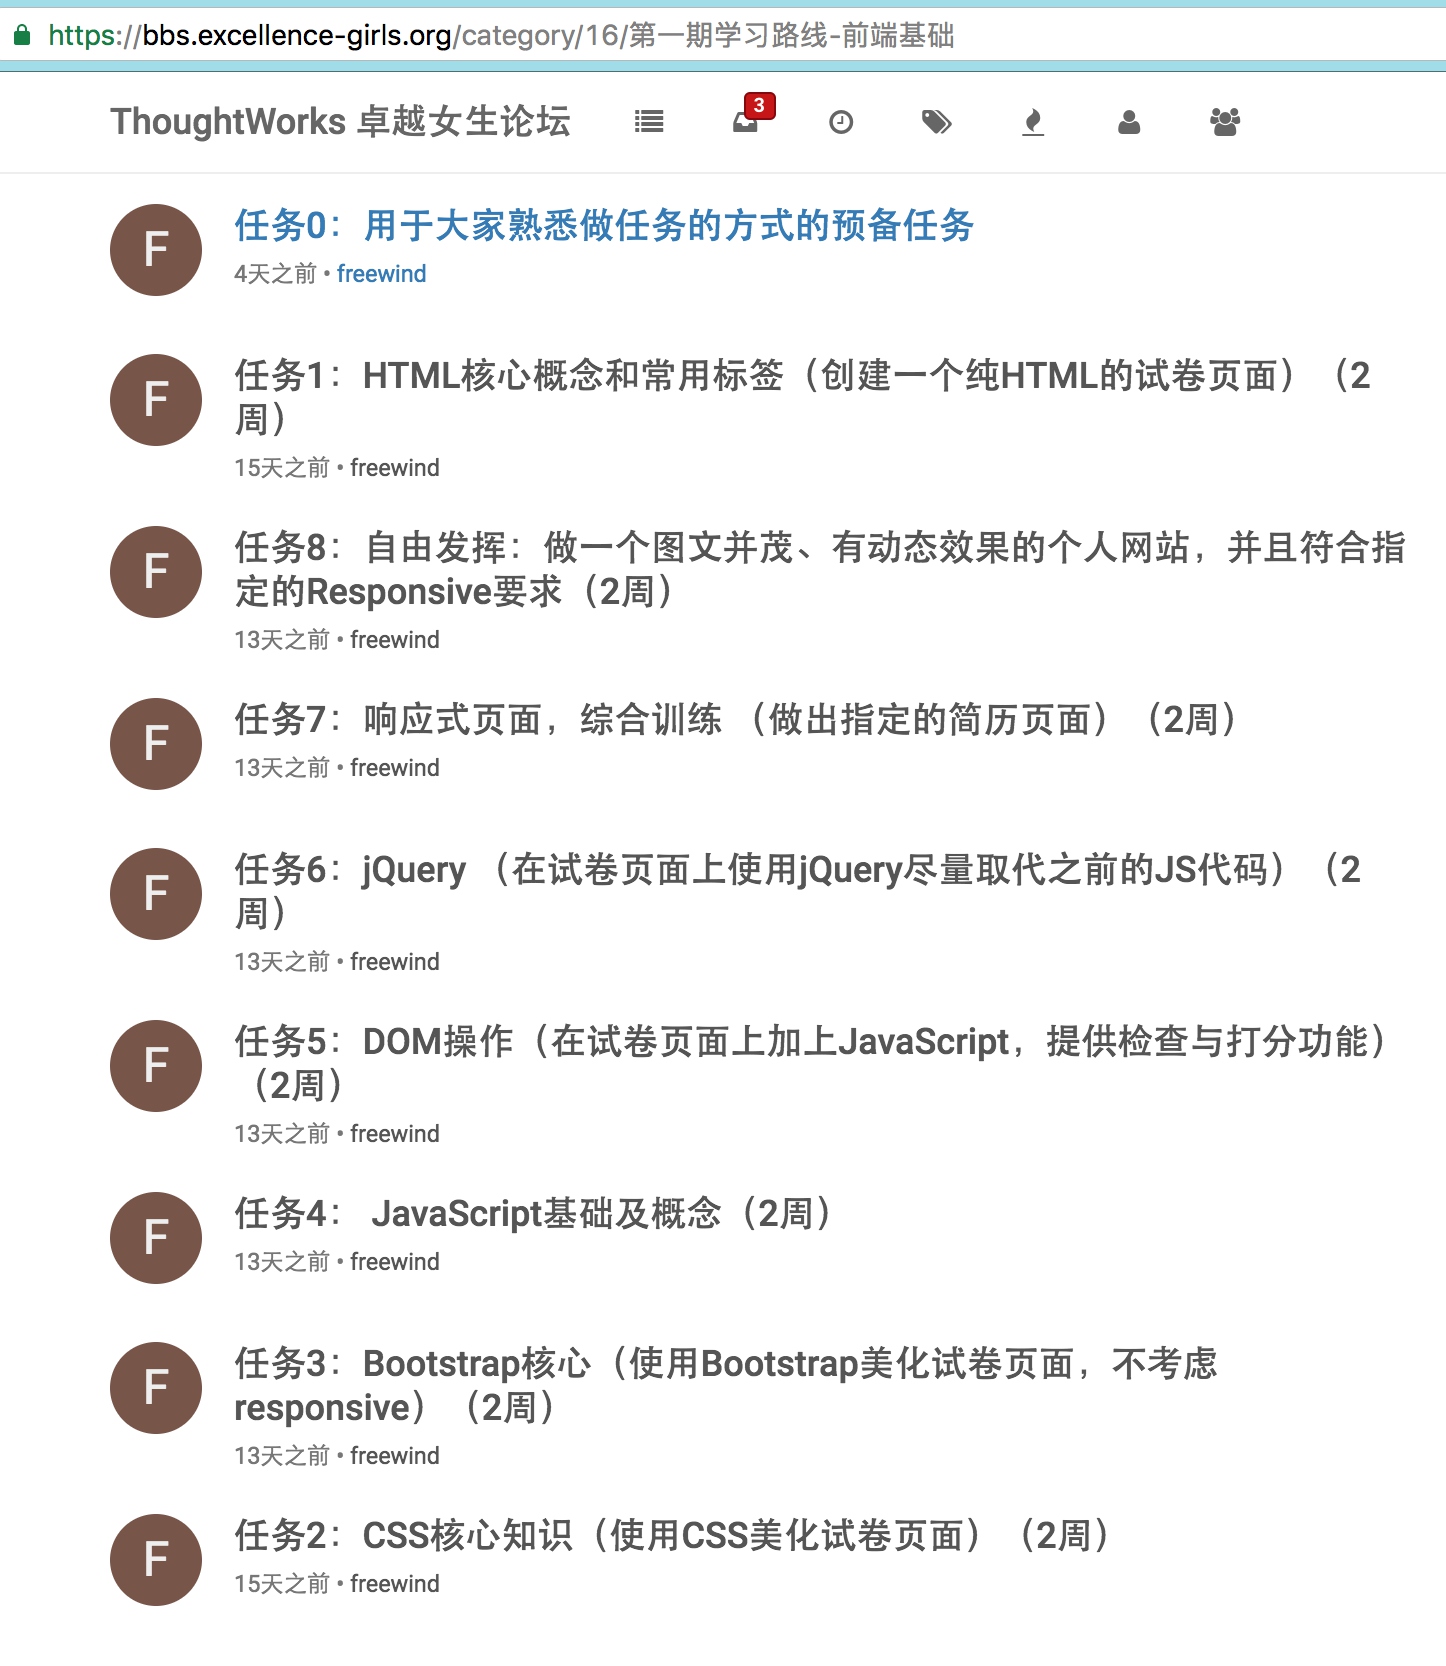 https://bbs.excellence-girls.org/category/16/第一期学习路线-前端基础
ThoughtWorks 卓越女生论坛
3
F
任务0：用于大家熟悉做任务的方式的预备任务
4天之前 • freewind
F
任务1：HTML核心概念和常用标签（创建一个纯HTML的试卷页面）（2
周）
15天之前 • freewind
F
任务8：自由发挥：做一个图文并茂、有动态效果的个人网站，并且符合指
定的Responsive要求（2周）
13天之前 • freewind
F
任务7：响应式页面，综合训练 （做出指定的简历页面）（2周）
13天之前 • freewind
F
任务6：jQuery （在试卷页面上使用jQuery尽量取代之前的JS代码）（2
周）
13天之前 • freewind
F
任务5：DOM操作（在试卷页面上加上JavaScript，提供检查与打分功能）
（2周）
13天之前 • freewind
F
任务4： JavaScript基础及概念（2周）
13天之前 • freewind
F
任务3：Bootstrap核心（使用Bootstrap美化试卷页面，不考虑
responsive）（2周）
13天之前 • freewind
F
任务2：CSS核心知识（使用CSS美化试卷页面）（2周）
15天之前 • freewind